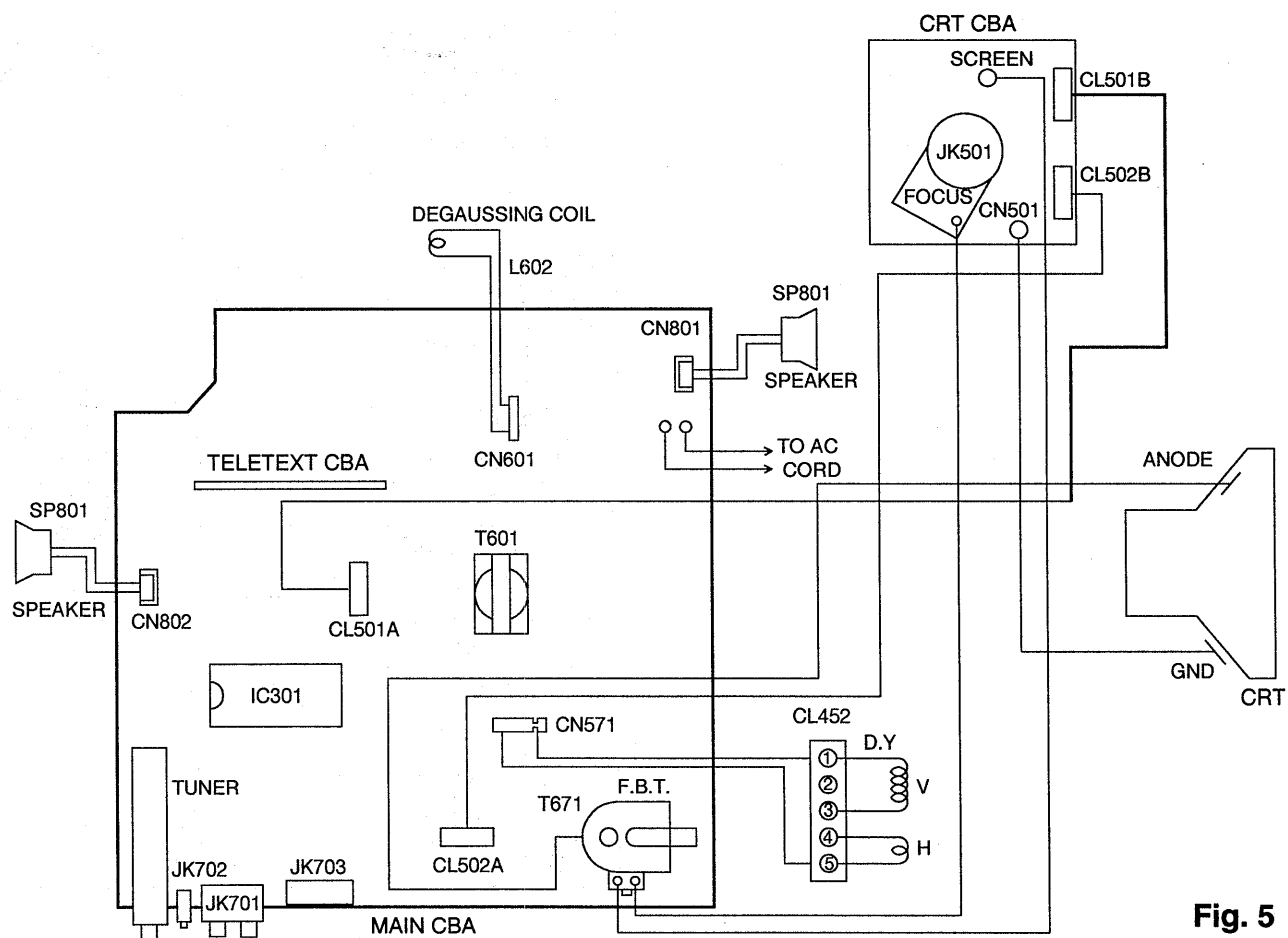 CRT CBA
SCREEN
CL501B
JK501
CL502B
FOCUS
CN501
DEGAUSSING COIL
L602
SP801
CN801
SPEAKER
CN601
TO AC
CORD
TELETEXT CBA
ANODE
SP801
T601
SPEAKER
CN802
CL501A
GND
CRT
IC301
CN571
CL452
D.Y
1
2
3
4
5
V
H
TUNER
F.B.T.
T671
CL502A
JK702
JK703
JK701
MAIN CBA
Fig. 5